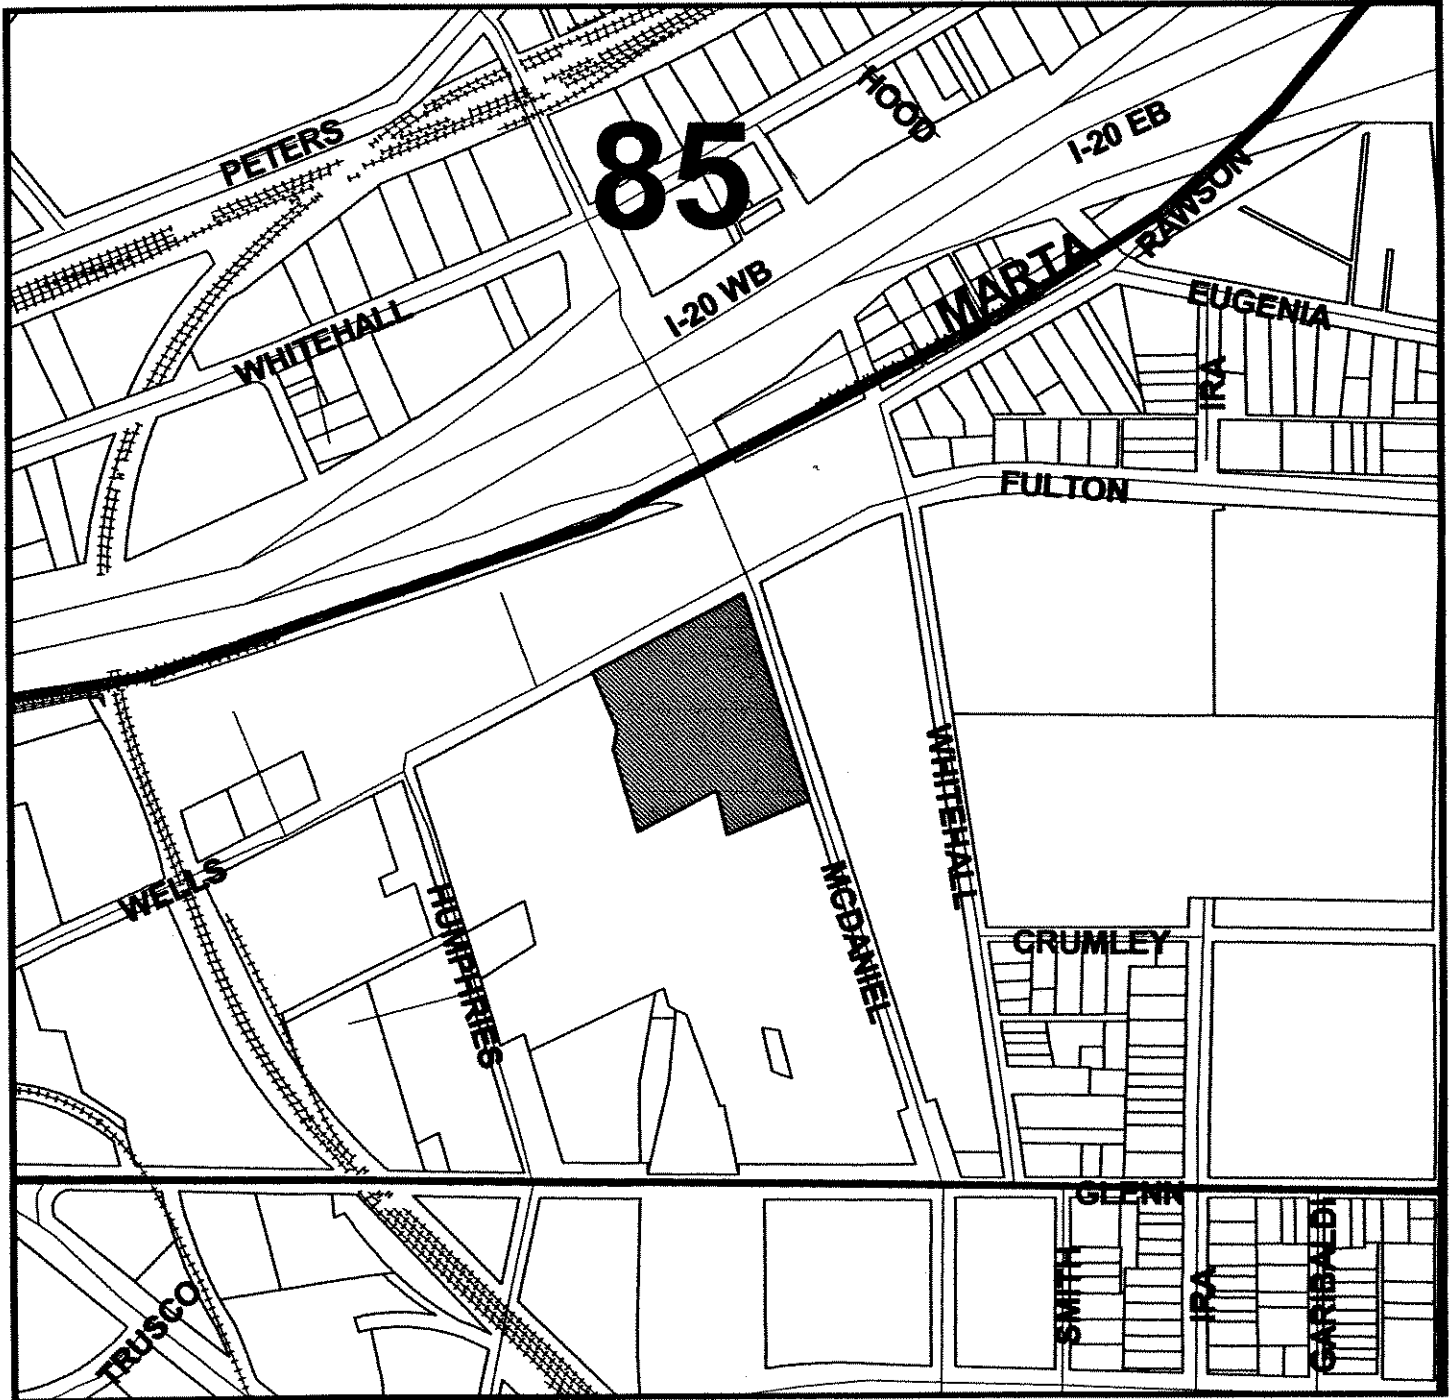 PETERS
HOOD
85
I-20 EB
RAWSON
MARTA
I-20 WB
EUGENIA
WHITEHALL
IRA
FULTON
WHITEHALL
WELLS
HUMPHRIES
MCDANIEL
CRUMLEY
GLENN
SMITH
IRA
GARIBALDI
TRUSCO